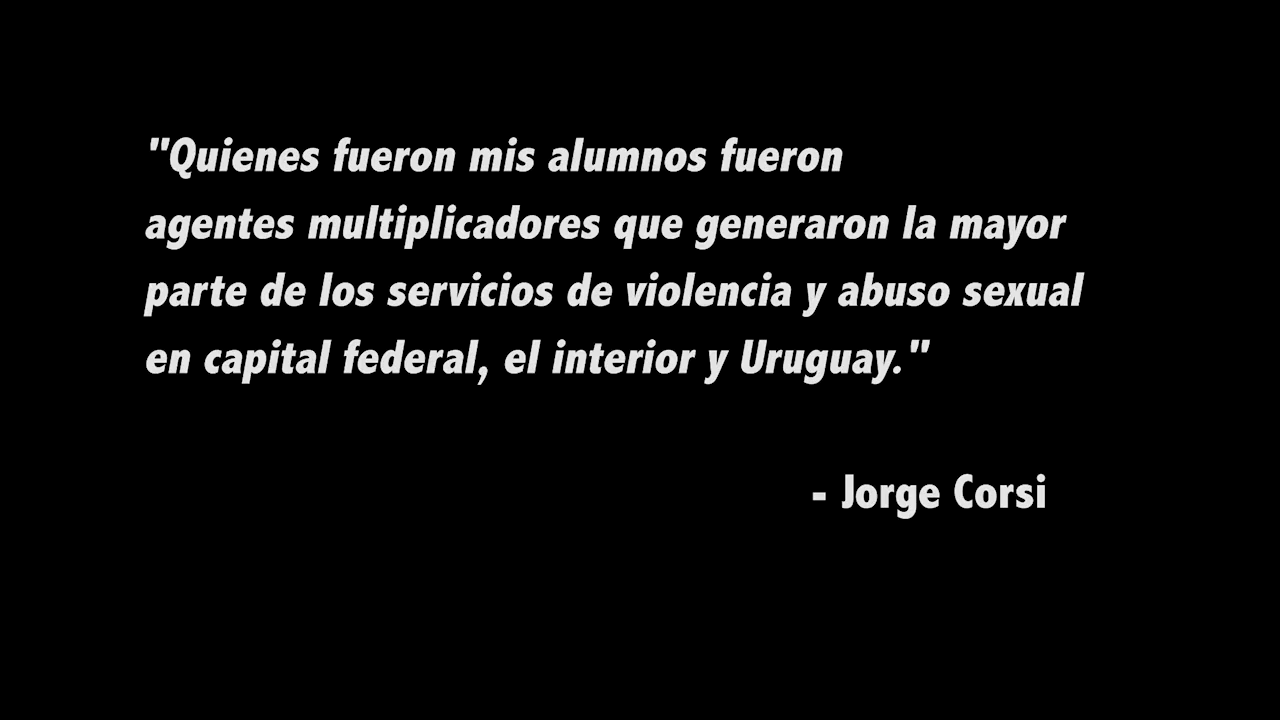 "Quienes fueron mis alumnos fueron
agentes multiplicadores que generaron la mayor
parte de los servicios de violencia y abuso sexual
en capital federal, el interior y Uruguay."
- Jorge Corsi